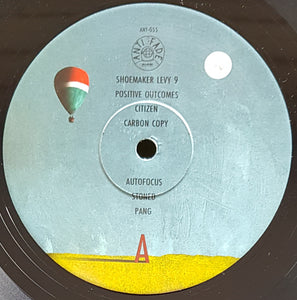 ANT-055
ANTI FADE
SHOEMAKER LEVY 9
POSITIVE OUTCOMES
CITIZEN
CARBON COPY
AUTOFOCUS
STONED
PANG
A